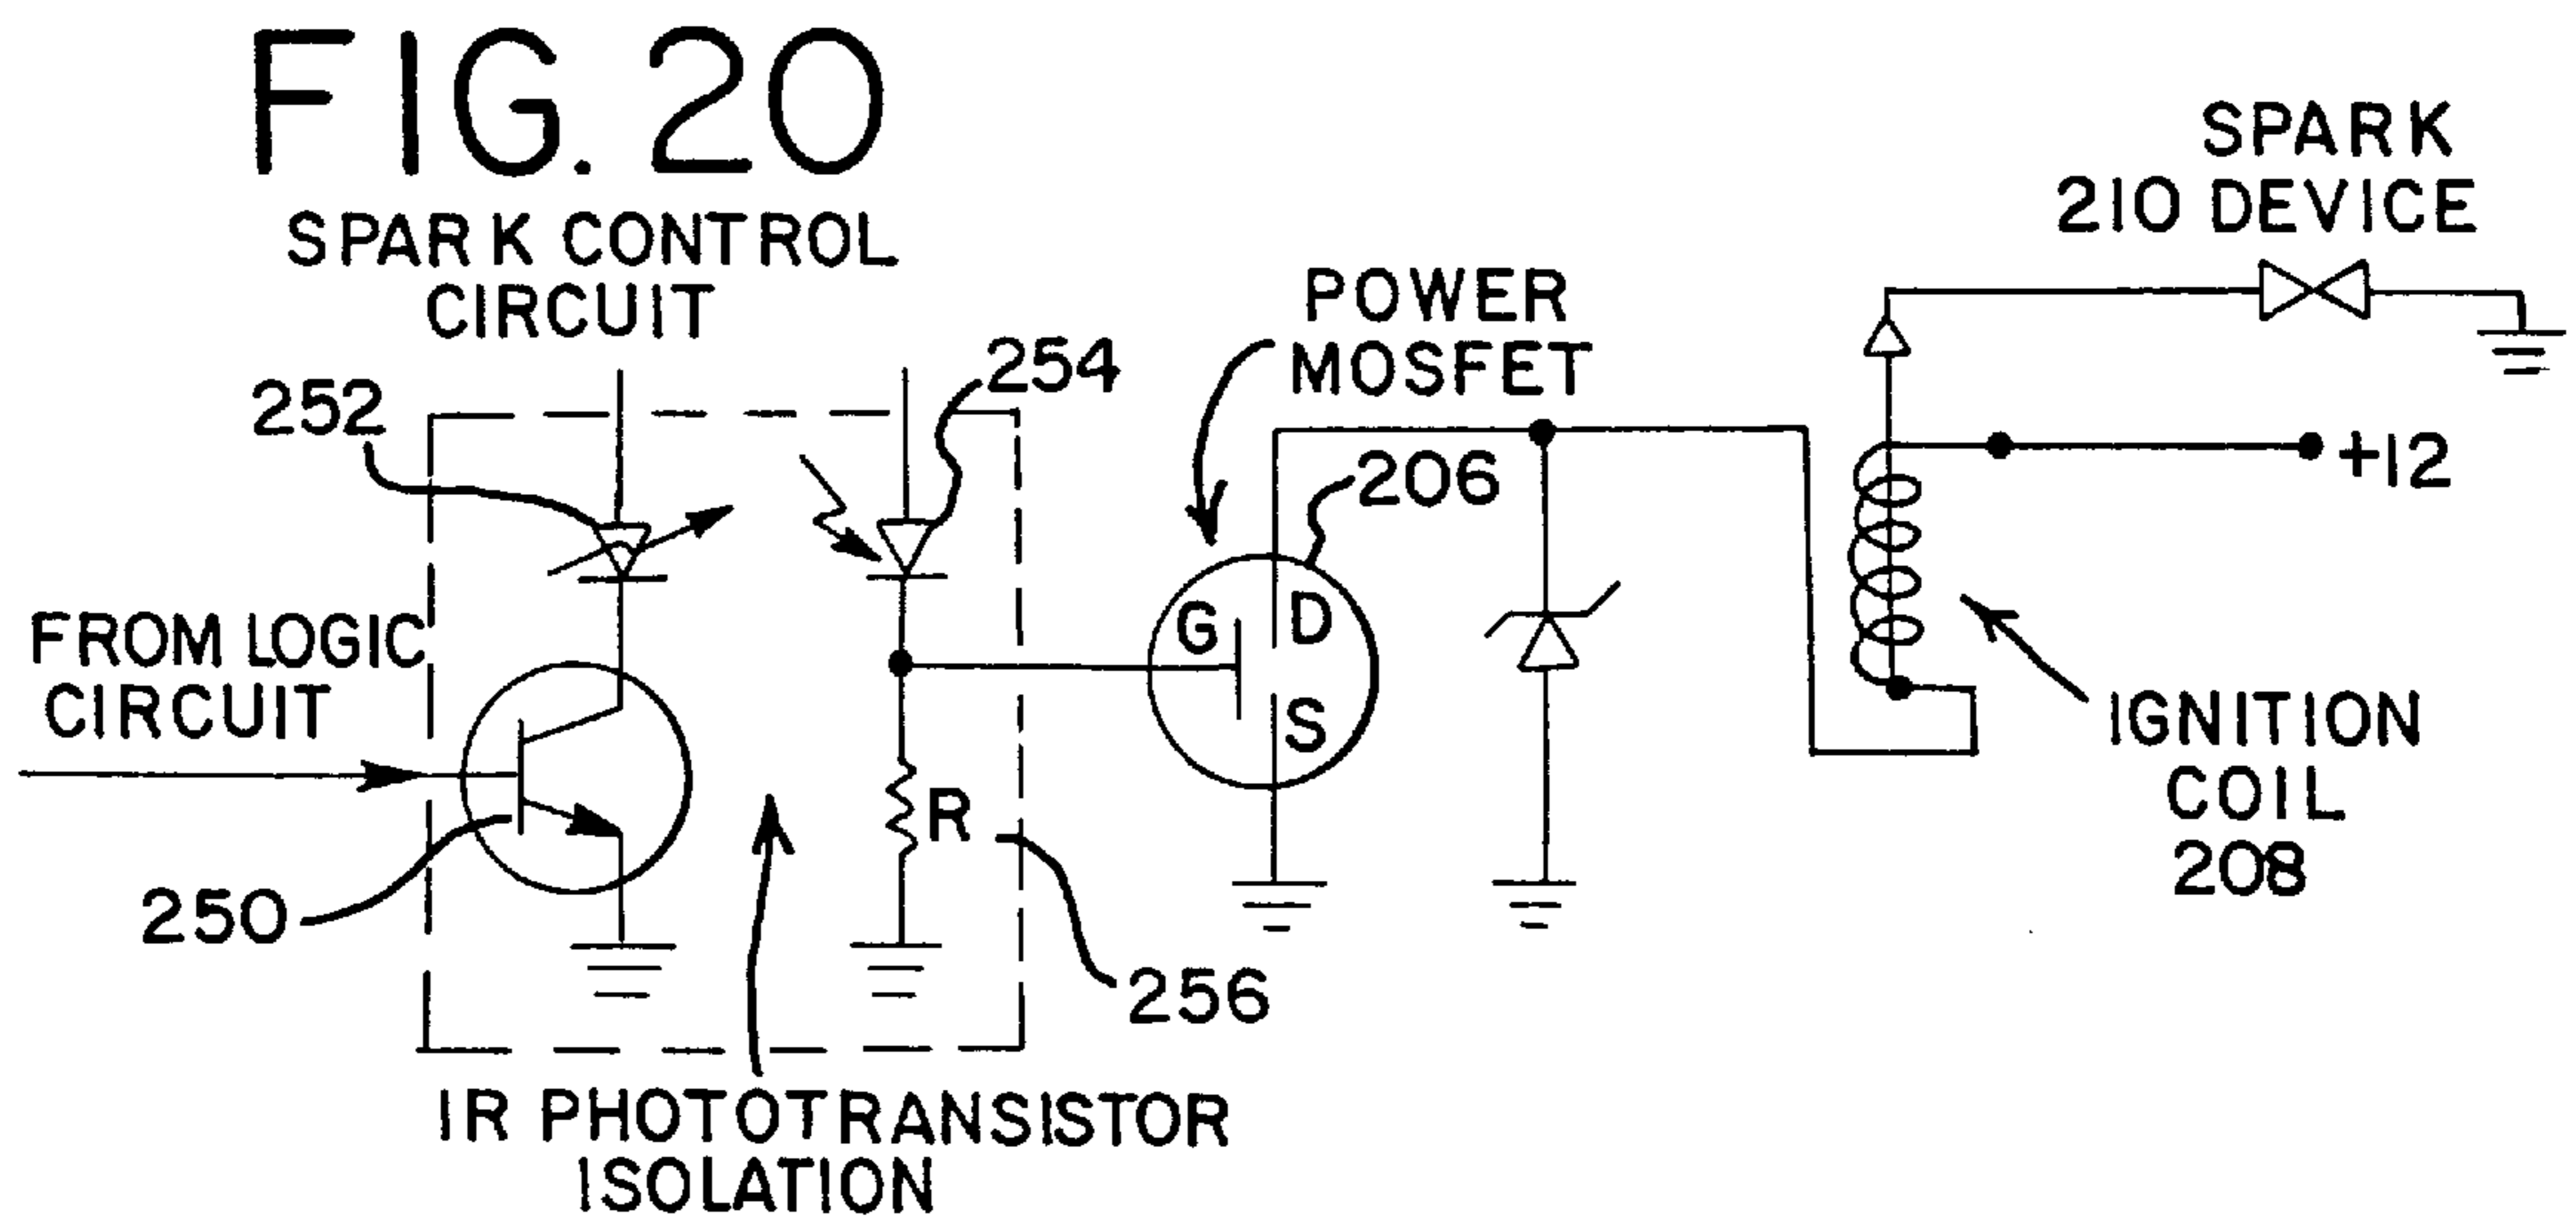 FIG. 20
SPARK CONTROL
CIRCUIT
SPARK
210 DEVICE
POWER
MOSFET
252
254
206
+12
FROM LOGIC
CIRCUIT
G
D
S
R
250
256
IGNITION
COIL
208
IR PHOTOTRANSISTOR
ISOLATION